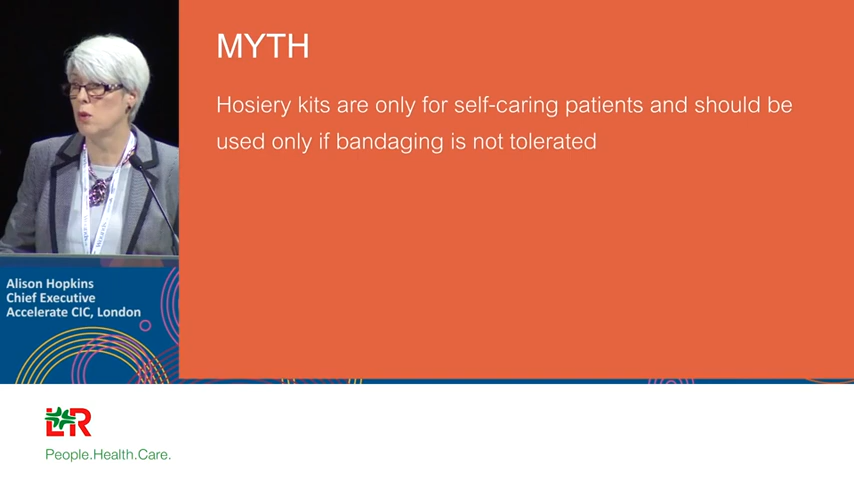 MYTH
Hosiery kits are only for self-caring patients and should be
used only if bandaging is not tolerated
Alison Hopkins
Chief Executive
Accelerate CIC, London
L&R
People.Health.Care.